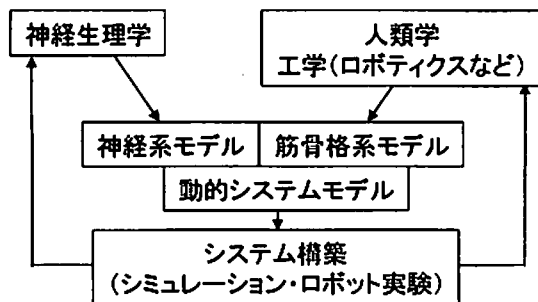 神経生理学
人類学
工学(ロボティクスなど)
神経系モデル
筋骨格系モデル
動的システムモデル
システム構築
(シミュレーション・ロボット実験)